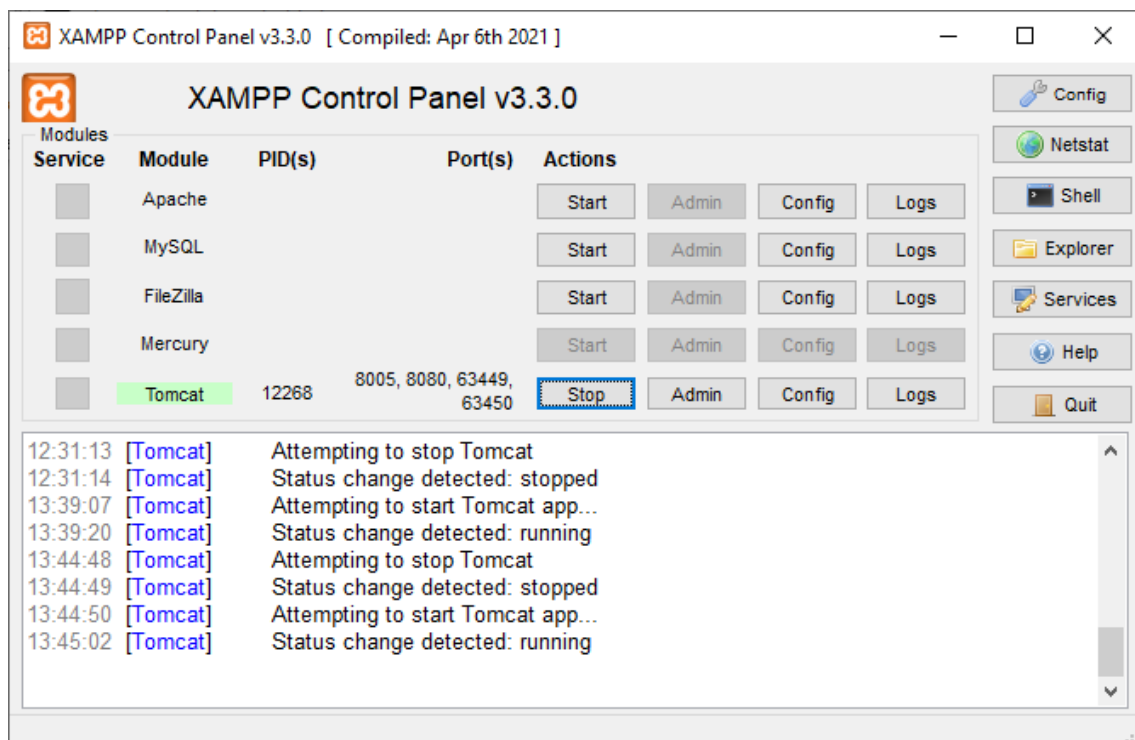 XAMPP Control Panel v3.3.0 [ Compiled: Apr 6th 2021 ]
XAMPP Control Panel v3.3.0
Config
Modules
Netstat
Service Module PID(s) Port(s) Actions
Apache Start Admin Config Logs
Shell
MySQL Start Admin Config Logs
Explorer
FileZilla Start Admin Config Logs
Services
Mercury Start Admin Config Logs
Help
Tomcat 12268 8005, 8080, 63449,
63450 Stop Admin Config Logs
Quit
12:31:13 [Tomcat] Attempting to stop Tomcat
12:31:14 [Tomcat] Status change detected: stopped
13:39:07 [Tomcat] Attempting to start Tomcat app...
13:39:20 [Tomcat] Status change detected: running
13:44:48 [Tomcat] Attempting to stop Tomcat
13:44:49 [Tomcat] Status change detected: stopped
13:44:50 [Tomcat] Attempting to start Tomcat app...
13:45:02 [Tomcat] Status change detected: running